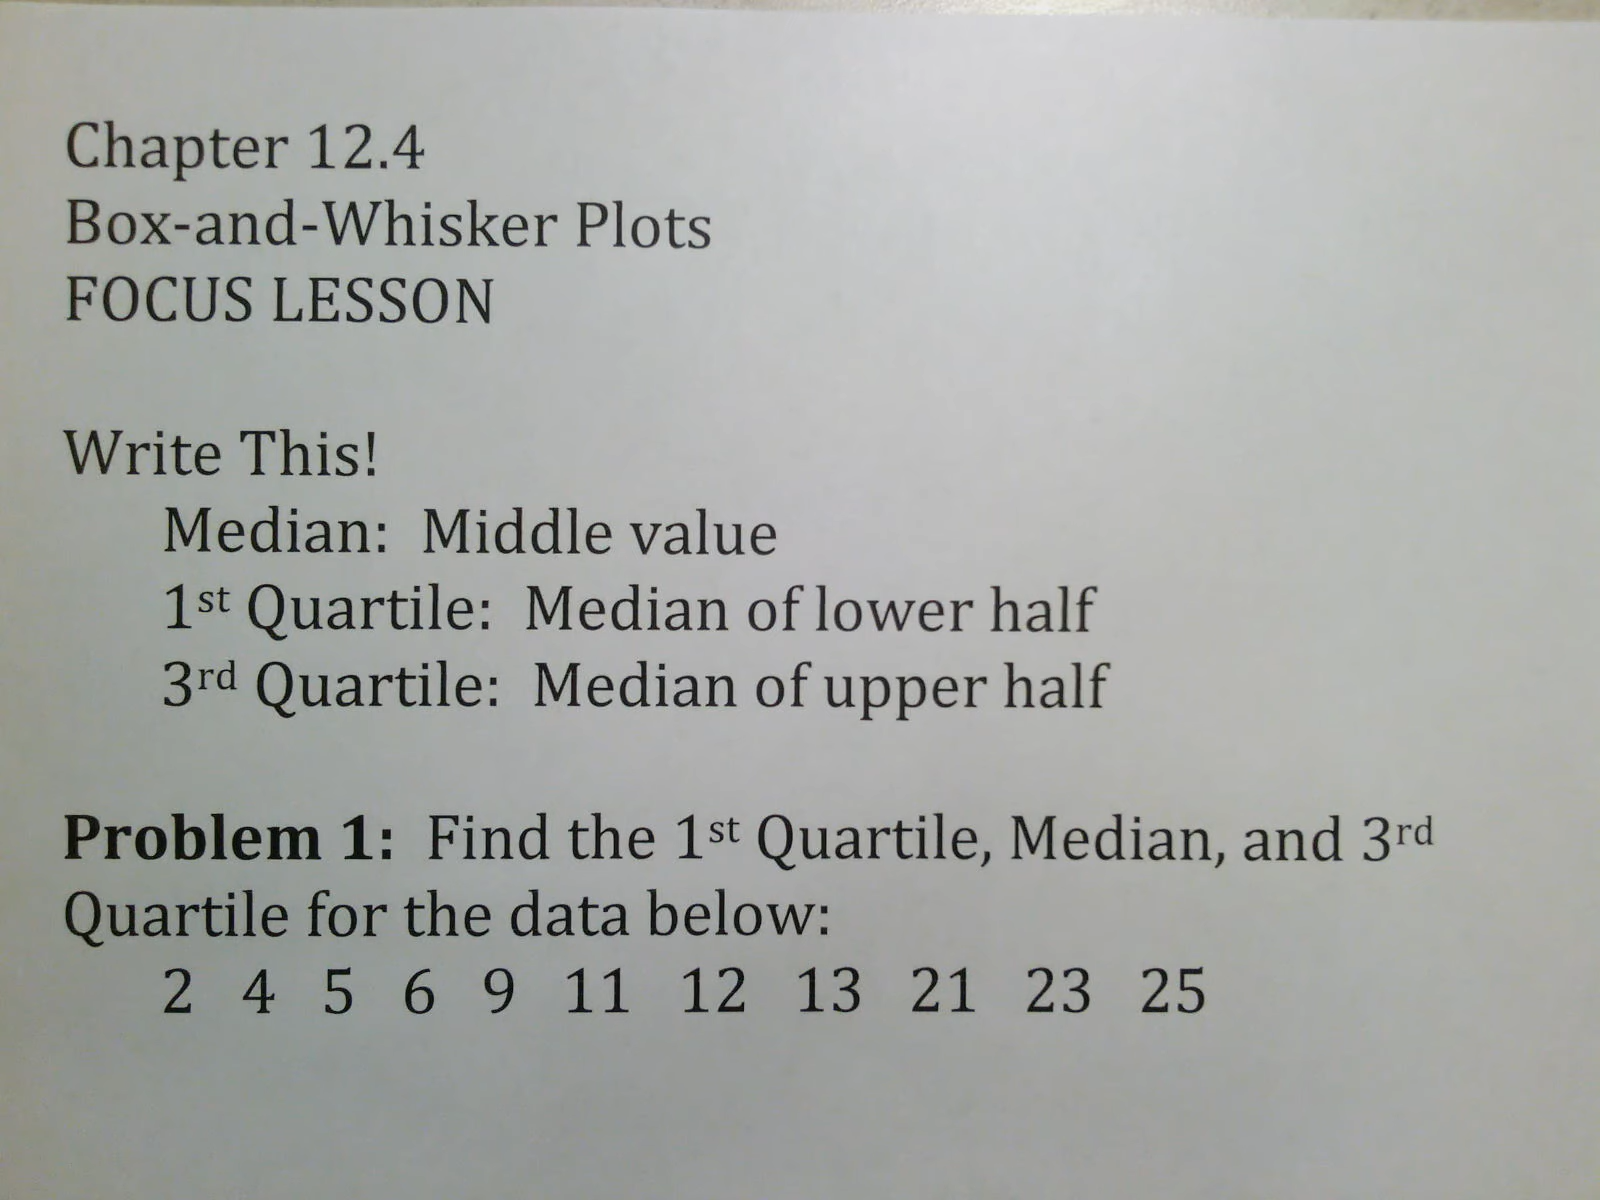 Chapter 12.4
Box-and-Whisker Plots
FOCUS LESSON
Write This!
Median: Middle value
1st Quartile: Median of lower half
3rd Quartile: Median of upper half
Problem 1: Find the 1st Quartile, Median, and 3rd
Quartile for the data below:
2 4 5 6 9 11 12 13 21 23 25